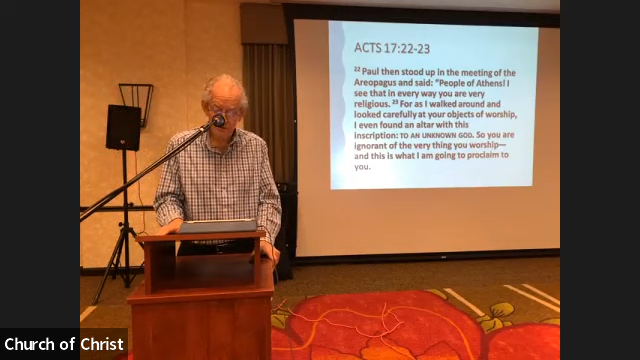 ACTS 17:22-23
22 Paul then stood up in the meeting of the
Areopagus and said: "People of Athens! I
see that in every way you are very
religious. 23 For as I walked around and
looked carefully at your objects of worship,
I even found an altar with this
inscription: TO AN UNKNOWN GOD. So you are
ignorant of the very thing you worship—
and this is what I am going to proclaim to
you.
Church of Christ